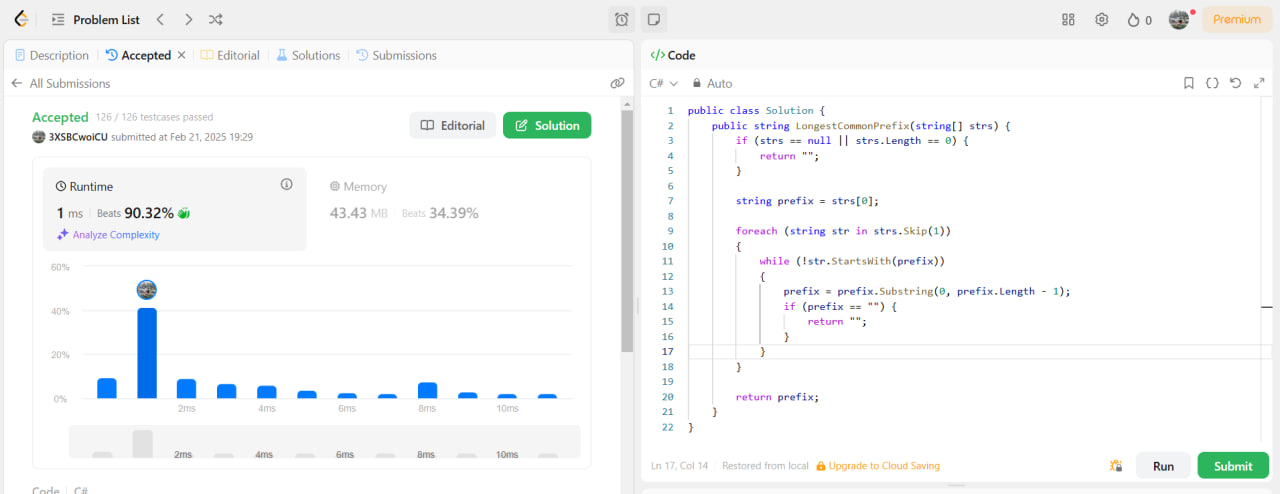 Problem List
0
Premium
Description
Accepted
Editorial
Solutions
Submissions
All Submissions
Accepted 126 / 126 testcases passed
3XSBCwoiCU submitted at Feb 21, 2025 19:29
Editorial
Solution
Runtime
1 ms Beats 90.32%
Analyze Complexity
Memory
43.43 MB Beats 34.39%
60%
40%
20%
0%
2ms 4ms 6ms 8ms 10ms
2ms 4ms 6ms 8ms 10ms
Code C#
</> Code
C# Auto
1 public class Solution {
2 public string LongestCommonPrefix(string[] strs) {
3 if (strs == null || strs.Length == 0) {
4 return "";
5 }
6
7 string prefix = strs[0];
8
9 foreach (string str in strs.Skip(1))
10 {
11 while (!str.StartsWith(prefix))
12 {
13 prefix = prefix.Substring(0, prefix.Length - 1);
14 if (prefix == "") {
15 return "";
16 }
17 }
18 }
19
20 return prefix;
21 }
22 }
Ln 17, Col 14 Restored from local Upgrade to Cloud Saving
Run
Submit